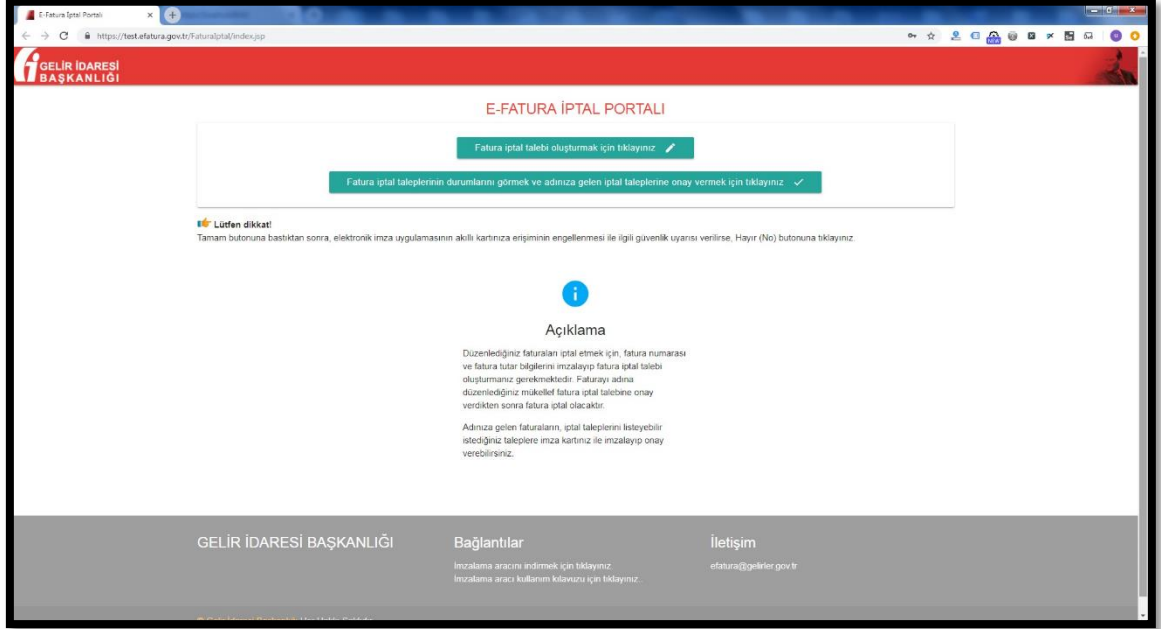 E-Fatura İptal Portalı
https://test.efatura.gov.tr/FaturaIptal/index.jsp
NEW
GELİR İDARESİ
BAŞKANLIĞI
E-FATURA İPTAL PORTALI
Fatura iptal talebi oluşturmak için tıklayınız
Fatura iptal taleplerinin durumlarını görmek ve adınıza gelen iptal taleplerine onay vermek için tıklayınız
Lütfen dikkat!
Tamam butonuna bastıktan sonra, elektronik imza uygulamasının akıllı kartınıza erişiminin engellenmesi ile ilgili güvenlik uyarısı verilirse, Hayır (No) butonuna tıklayınız.
Açıklama
Düzenlediğiniz faturaları iptal etmek için, fatura numarası
ve fatura tutar bilgilerini imzalayıp fatura iptal talebi
oluşturmanız gerekmektedir. Faturayı adına
düzenlediğiniz mükellef fatura iptal talebine onay
verdikten sonra fatura iptal olacaktır.
Adınıza gelen faturaların, iptal taleplerini listeyebilir
istediğiniz taleplere imza kartınız ile imzalayıp onay
verebilirsiniz.
GELİR İDARESİ BAŞKANLIĞI
Bağlantılar
İmzalama aracını indirmek için tıklayınız.
İmzalama aracı kullanım kılavuzu için tıklayınız..
İletişim
efatura@gelirler.gov.tr